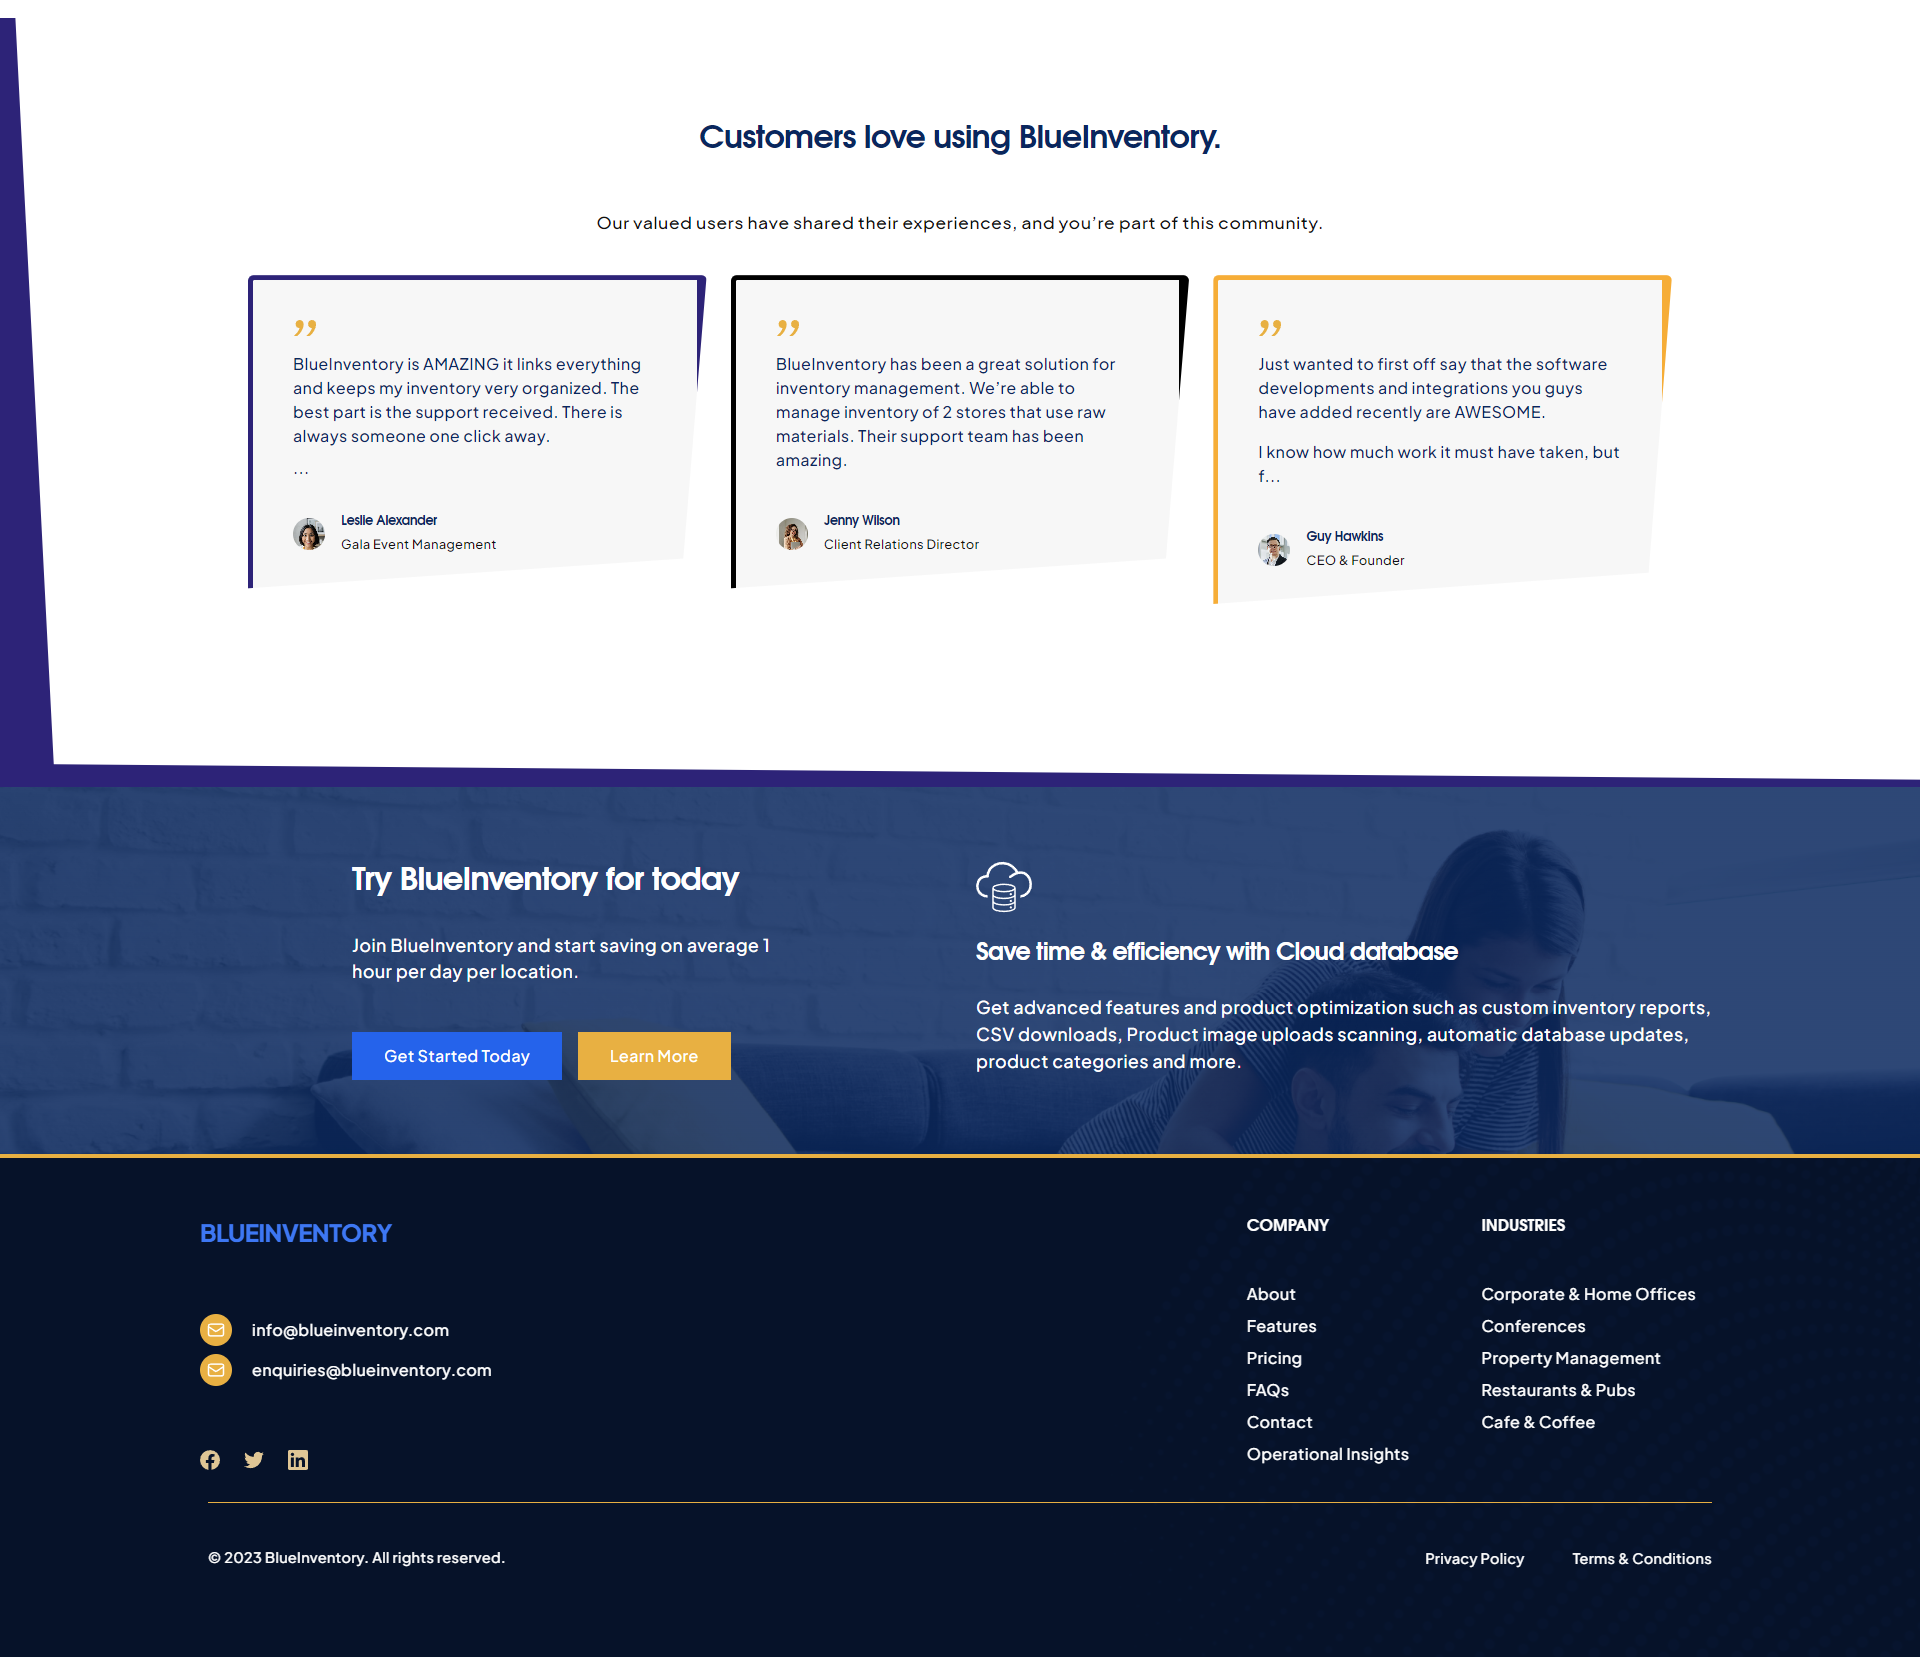 Customers love using BlueInventory.
Our valued users have shared their experiences, and you’re part of this community.
”
BlueInventory is AMAZING it links everything
and keeps my inventory very organized. The
best part is the support received. There is
always someone one click away.
...
Leslie Alexander
Gala Event Management
”
BlueInventory has been a great solution for
inventory management. We’re able to
manage inventory of 2 stores that use raw
materials. Their support team has been
amazing.
Jenny Wilson
Client Relations Director
”
Just wanted to first off say that the software
developments and integrations you guys
have added recently are AWESOME.
I know how much work it must have taken, but
f...
Guy Hawkins
CEO & Founder
Try BlueInventory for today
Join BlueInventory and start saving on average 1
hour per day per location.
Get Started Today
Learn More
Save time & efficiency with Cloud database
Get advanced features and product optimization such as custom inventory reports,
CSV downloads, Product image uploads scanning, automatic database updates,
product categories and more.
BLUEINVENTORY
info@blueinventory.com
enquiries@blueinventory.com
COMPANY
About
Features
Pricing
FAQs
Contact
Operational Insights
INDUSTRIES
Corporate & Home Offices
Conferences
Property Management
Restaurants & Pubs
Cafe & Coffee
© 2023 BlueInventory. All rights reserved.
Privacy Policy
Terms & Conditions